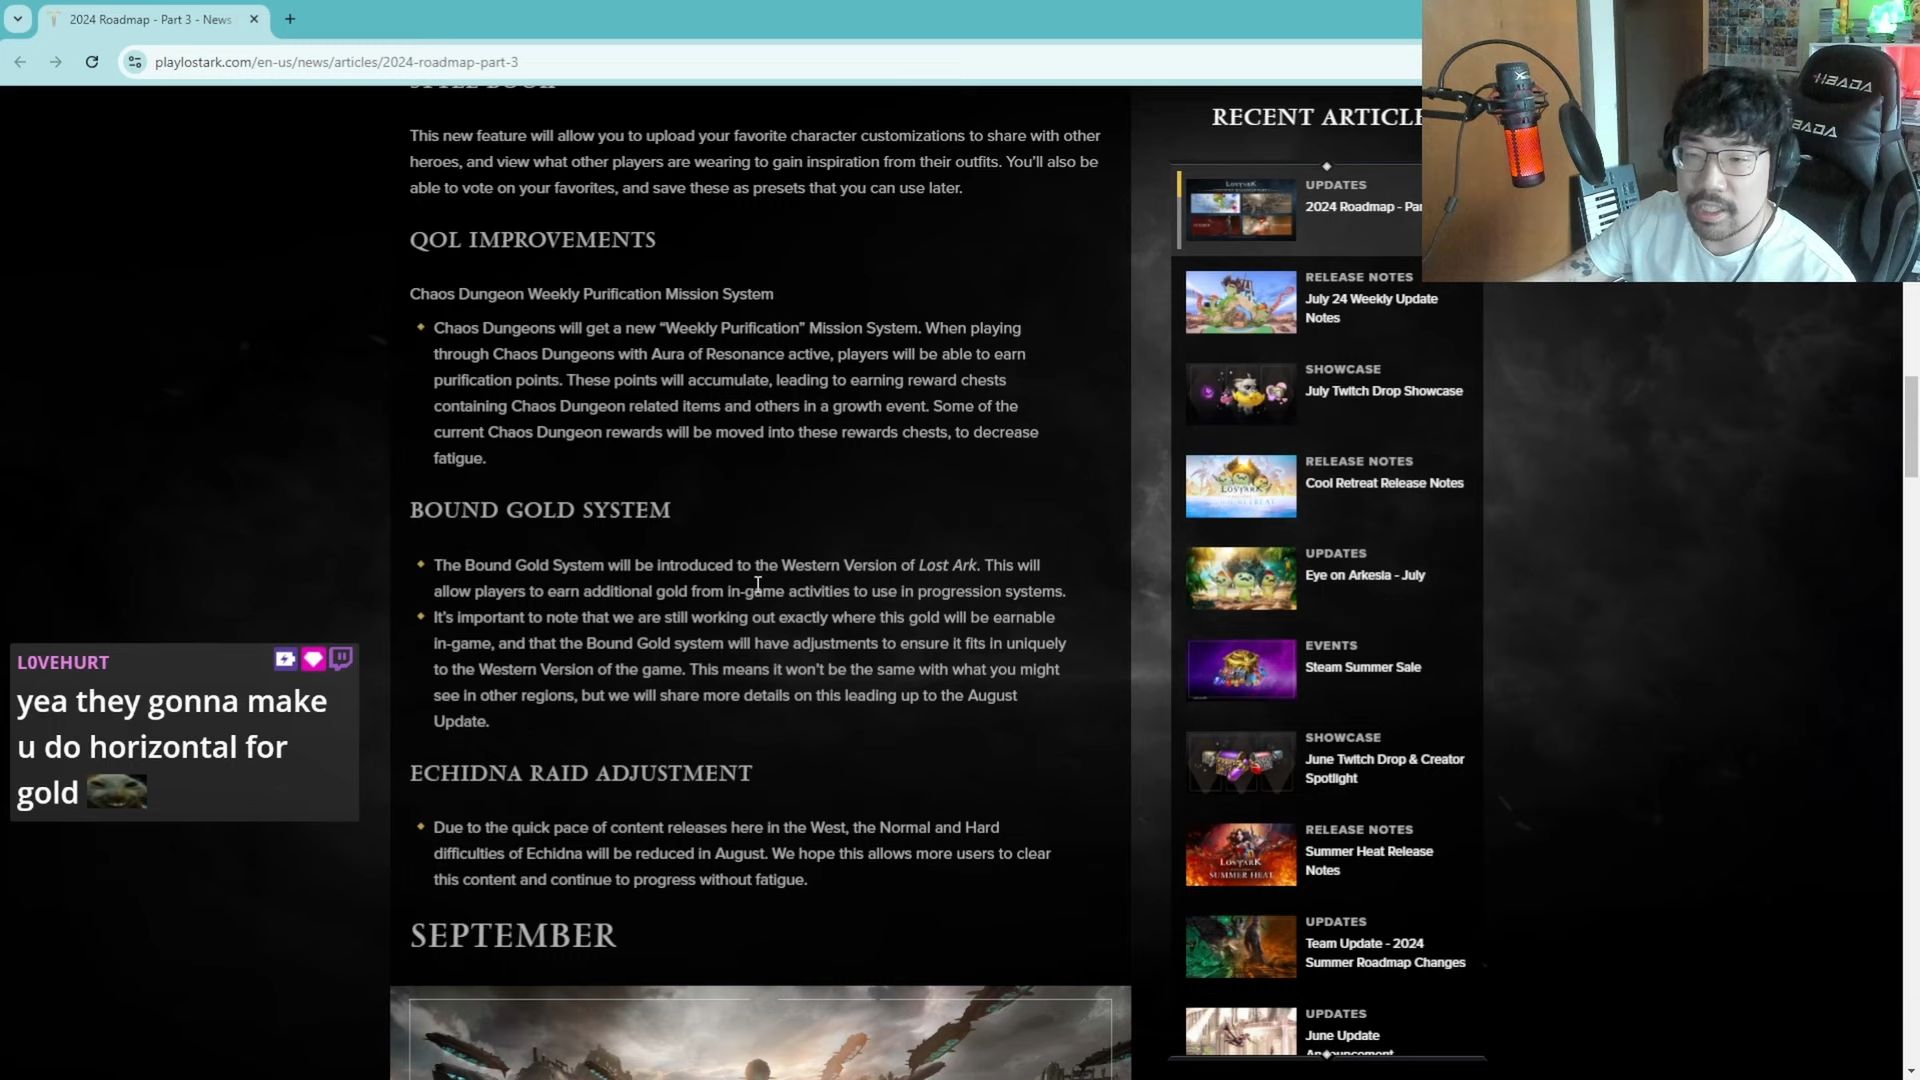 2024 Roadmap - Part 3 - News
playlostark.com/en-us/news/articles/2024-roadmap-part-3
STYLE BOOK
This new feature will allow you to upload your favorite character customizations to share with other
heroes, and view what other players are wearing to gain inspiration from their outfits. You'll also be
able to vote on your favorites, and save these as presets that you can use later.
QOL IMPROVEMENTS
Chaos Dungeon Weekly Purification Mission System
Chaos Dungeons will get a new “Weekly Purification” Mission System. When playing
through Chaos Dungeons with Aura of Resonance active, players will be able to earn
purification points. These points will accumulate, leading to earning reward chests
containing Chaos Dungeon related items and others in a growth event. Some of the
current Chaos Dungeon rewards will be moved into these rewards chests, to decrease
fatigue.
BOUND GOLD SYSTEM
The Bound Gold System will be introduced to the Western Version of Lost Ark. This will
allow players to earn additional gold from in-game activities to use in progression systems.
It's important to note that we are still working out exactly where this gold will be earnable
in-game, and that the Bound Gold system will have adjustments to ensure it fits in uniquely
to the Western Version of the game. This means it won't be the same with what you might
see in other regions, but we will share more details on this leading up to the August
Update.
ECHIDNA RAID ADJUSTMENT
Due to the quick pace of content releases here in the West, the Normal and Hard
difficulties of Echidna will be reduced in August. We hope this allows more users to clear
this content and continue to progress without fatigue.
SEPTEMBER
L0VEHURT
yea they gonna make
u do horizontal for
gold
RECENT ARTICLE
UPDATES
2024 Roadmap - Par
RELEASE NOTES
July 24 Weekly Update
Notes
SHOWCASE
July Twitch Drop Showcase
RELEASE NOTES
Cool Retreat Release Notes
UPDATES
Eye on Arkesia - July
EVENTS
Steam Summer Sale
SHOWCASE
June Twitch Drop & Creator
Spotlight
RELEASE NOTES
Summer Heat Release
Notes
LOST ARK
SUMMER HEAT
UPDATES
Team Update - 2024
Summer Roadmap Changes
UPDATES
June Update
Announcement
HBADA